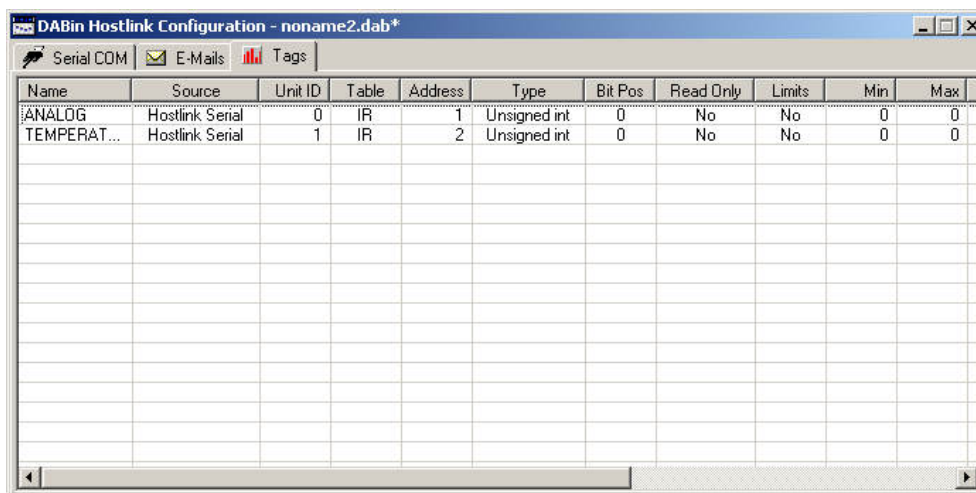 DABin Hostlink Configuration - noname2.dab*
Serial COM E-Mails Tags
Name Source Unit ID Table Address Type Bit Pos Read Only Limits Min Max
ANALOG Hostlink Serial 0 IR 1 Unsigned int 0 No No 0 0
TEMPERAT... Hostlink Serial 1 IR 2 Unsigned int 0 No No 0 0